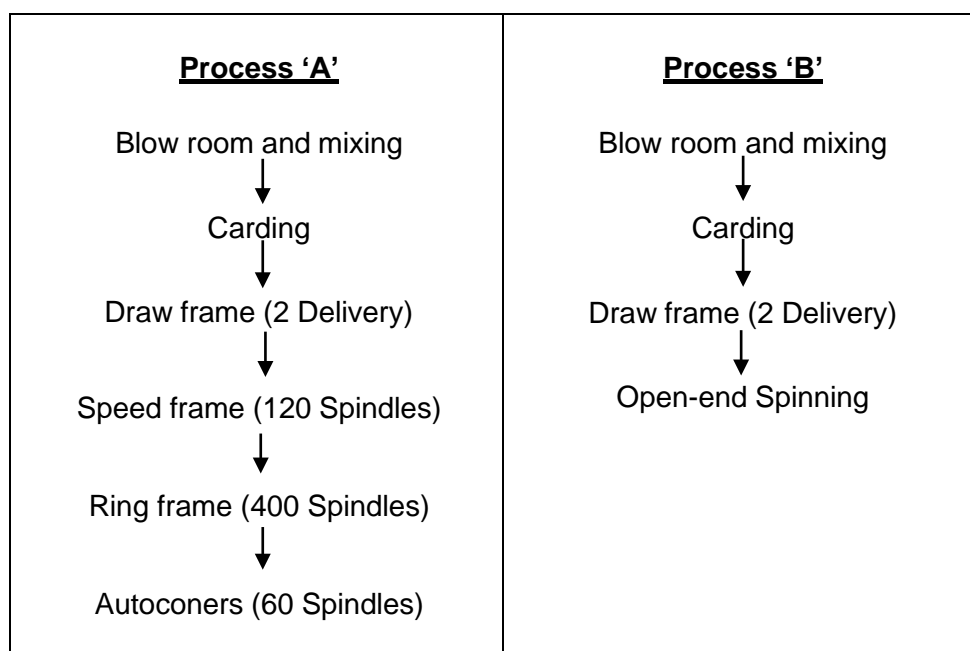 Process ‘A’
Blow room and mixing
Carding
Draw frame (2 Delivery)
Speed frame (120 Spindles)
Ring frame (400 Spindles)
Autoconers (60 Spindles)
Process ‘B’
Blow room and mixing
Carding
Draw frame (2 Delivery)
Open-end Spinning